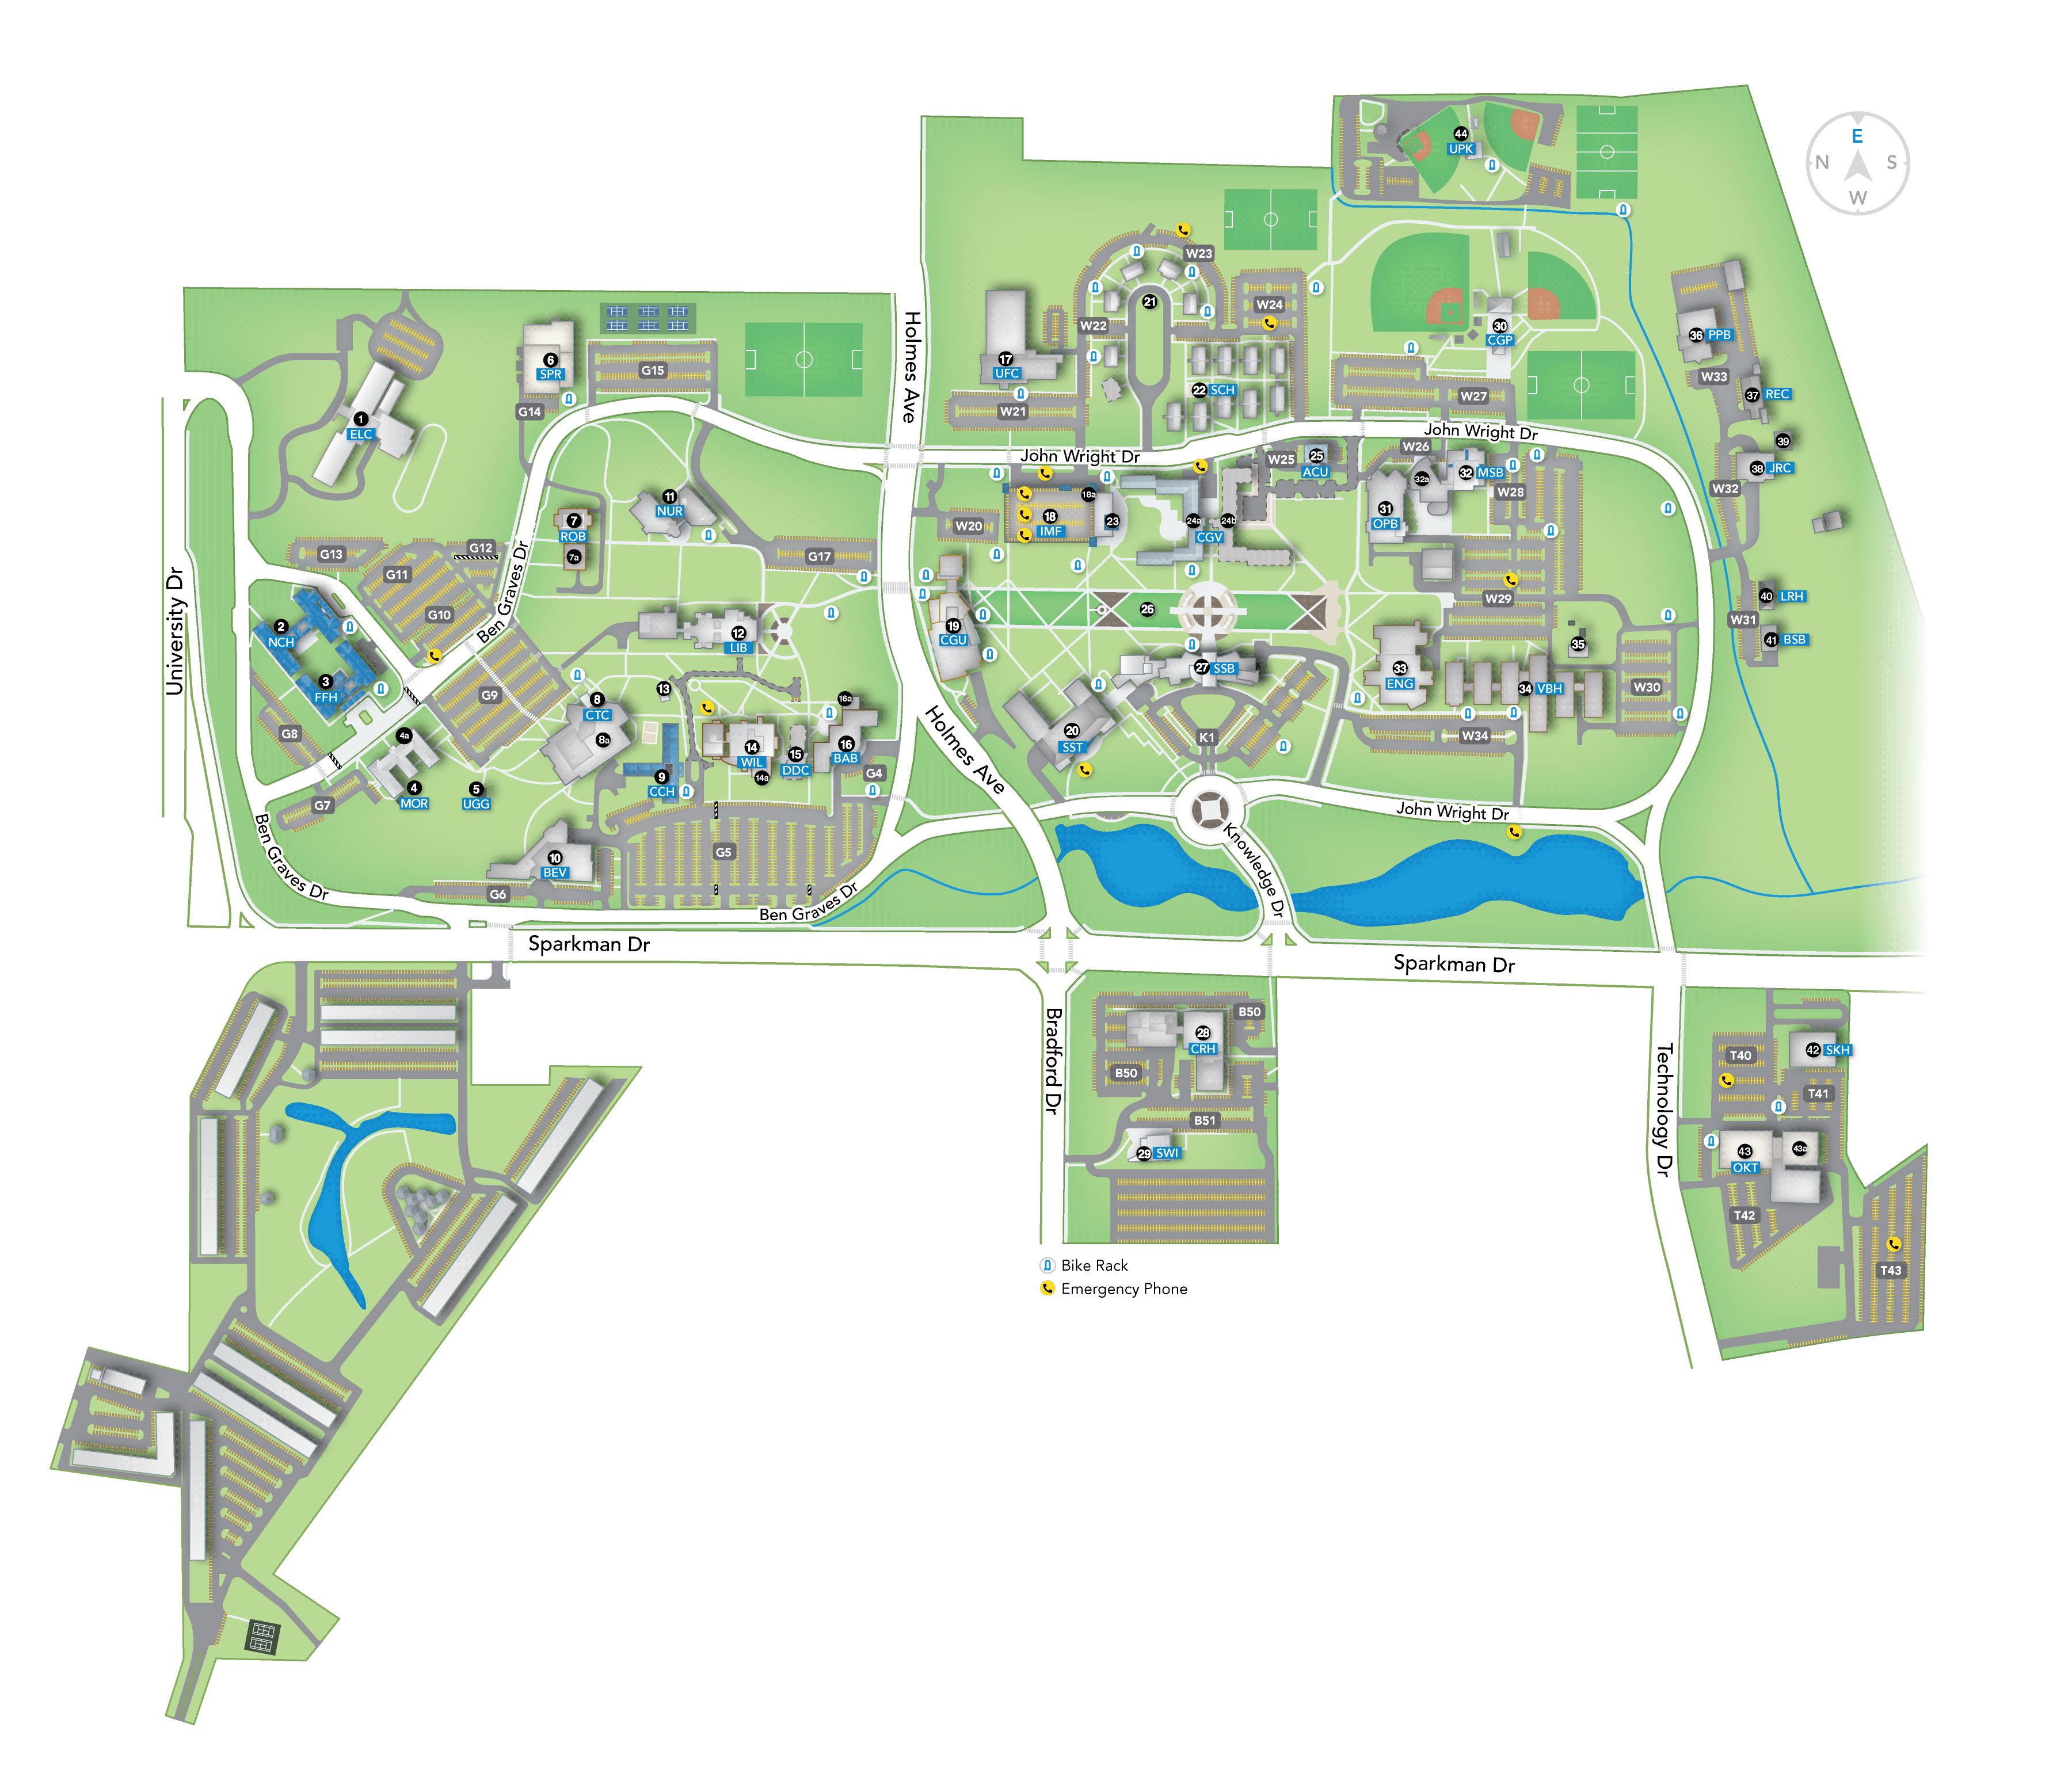 44
UPK
E
N
S
W
W23
21
W24
W22
Holmes Ave
30
CGP
36 PPB
17
UFC
6
SPR
G15
W33
22 SCH
37 REC
W27
G14
W21
1
ELC
John Wright Dr
39
John Wright Dr
W26
25
ACU
W25
38 JRC
32 MSB
32a
W32
W28
11
NUR
18a
31
OPB
18
IMF
23
24a
24b
CGV
7
ROB
7a
W20
G13
G12
G17
G11
University Dr
Ben Graves Dr
W29
40 LRH
G10
26
W31
2
NCH
19
CGU
12
LIB
41 BSB
35
27 SSB
33
ENG
3
FFH
13
34 VBH
W30
G9
8
CTC
16a
20
SST
G8
4a
8a
14
WIL
15
DDC
16
BAB
K1
W34
Holmes Ave
9
CCH
14a
G4
4
MOR
5
UGG
G7
John Wright Dr
Ben Graves Dr
G5
10
BEV
Knowledge Dr
G6
Ben Graves Dr
Sparkman Dr
Sparkman Dr
Bradford Dr
B50
28
CRH
Technology Dr
42 SKH
T40
B50
T41
B51
29 SWI
43
OKT
43a
T42
T43
Bike Rack
Emergency Phone